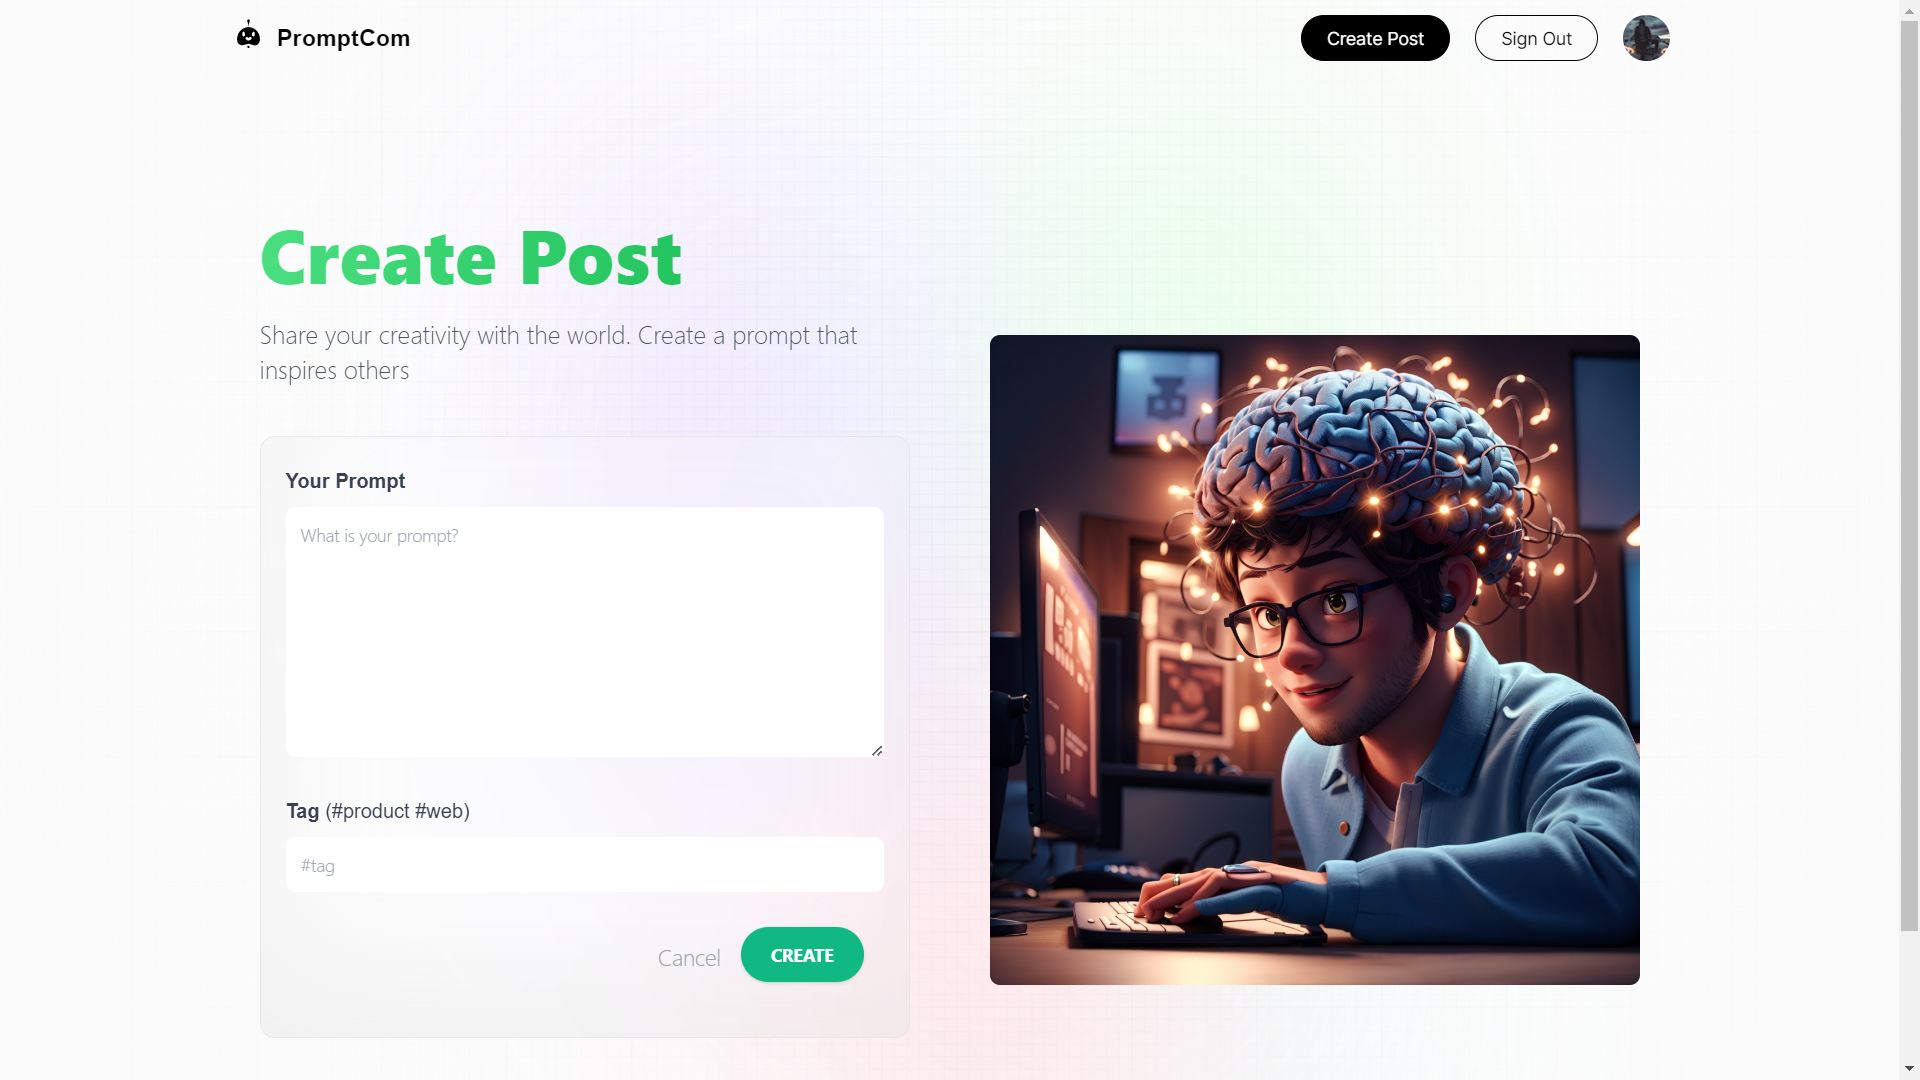 PromptCom
Create Post
Sign Out
Create Post
Share your creativity with the world. Create a prompt that
inspires others
Your Prompt
What is your prompt?
Tag (#product #web)
#tag
Cancel
CREATE